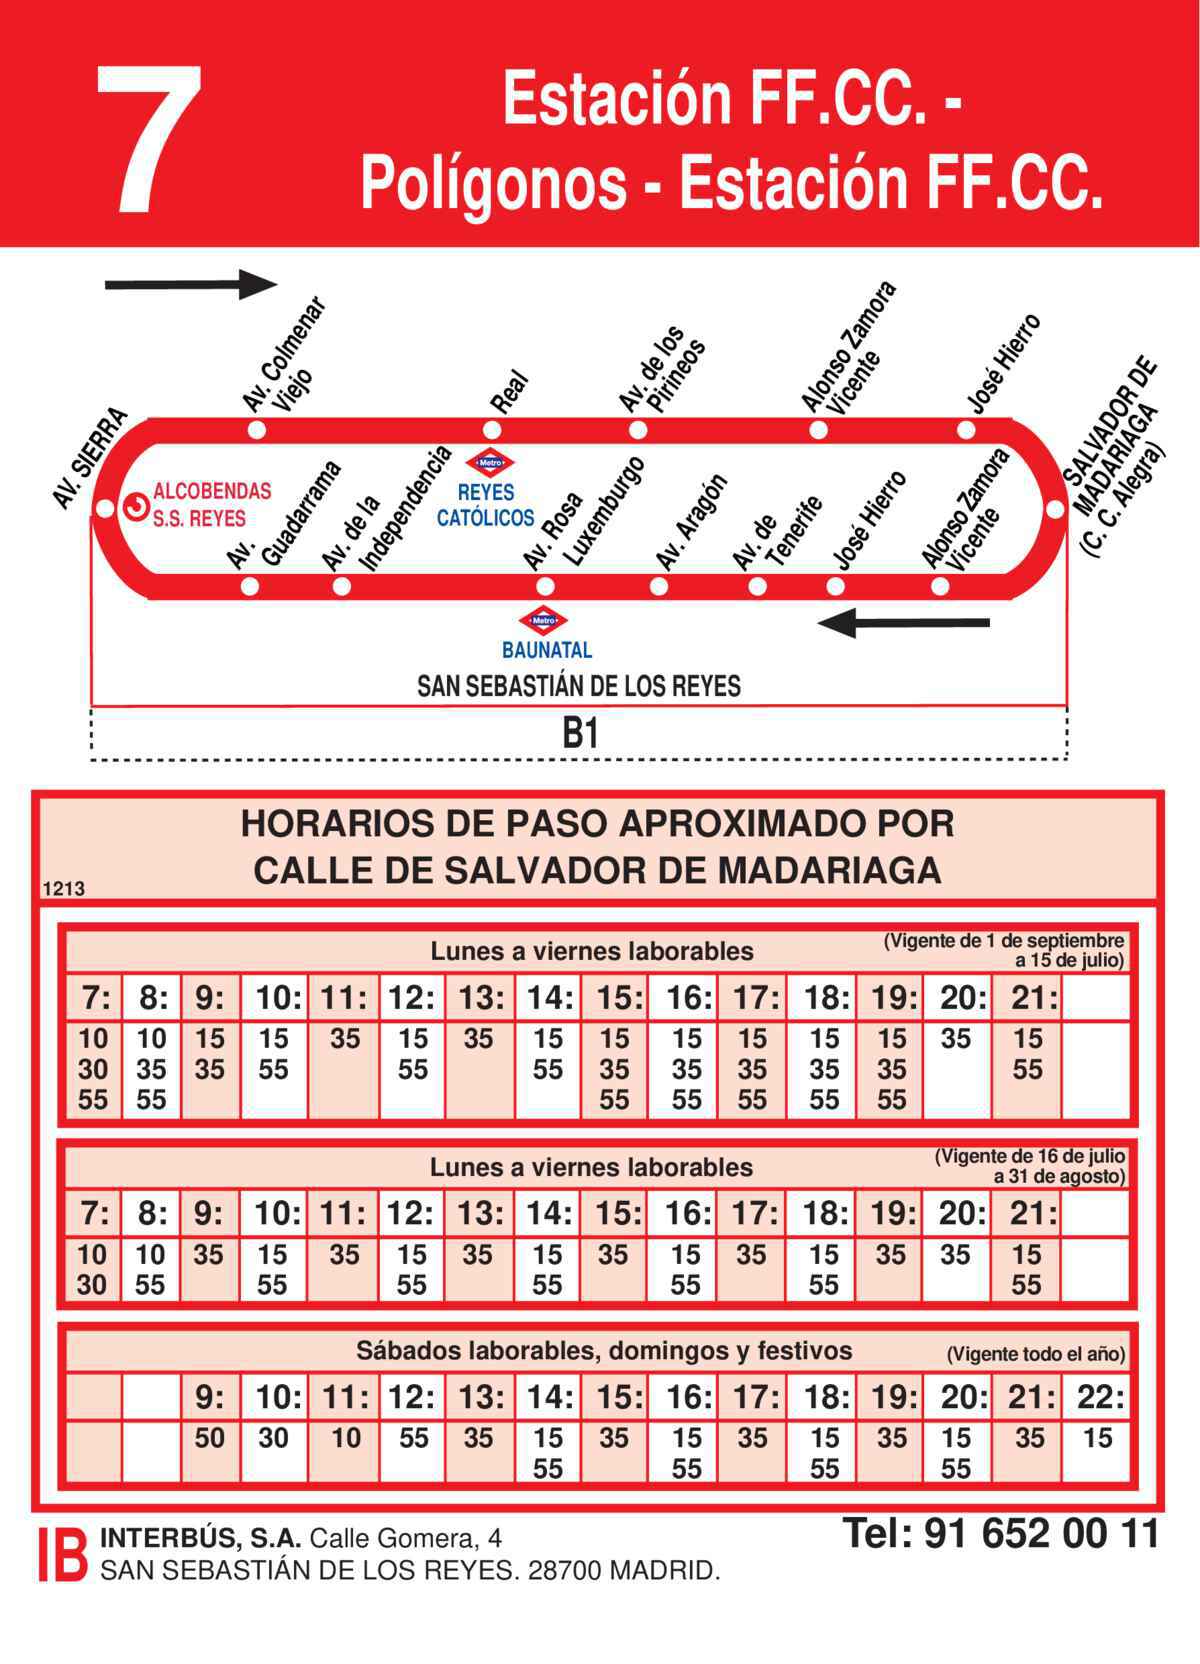 7
Estación FF.CC. -
Polígonos - Estación FF.CC.
AV. SIERRA
Av. Colmenar
Viejo
Real
Av. de los
Pirineos
Alonso Zamora
Vicente
José Hierro
SALVADOR DE
MADARIAGA
(C. C. Alegra)
ALCOBENDAS
S.S. REYES
Metro
REYES
CATÓLICOS
Av.
Guadarrama
Av. de la
Independencia
Av. Rosa
Luxemburgo
Av. Aragón
Av. de
Tenerife
José Hierro
Alonso Zamora
Vicente
Metro
BAUNATAL
SAN SEBASTIÁN DE LOS REYES
B1
HORARIOS DE PASO APROXIMADO POR
CALLE DE SALVADOR DE MADARIAGA
1213
Lunes a viernes laborables
(Vigente de 1 de septiembre
a 15 de julio)
7: 8: 9: 10: 11: 12: 13: 14: 15: 16: 17: 18: 19: 20: 21:
10 10 15 15 35 15 35 15 15 15 15 15 15 35 15
30 35 35 55 55 55 35 35 35 35 35 55
55 55 55 55 55 55 55
Lunes a viernes laborables
(Vigente de 16 de julio
a 31 de agosto)
7: 8: 9: 10: 11: 12: 13: 14: 15: 16: 17: 18: 19: 20: 21:
10 10 35 15 35 15 35 15 35 15 35 15 35 35 15
30 55 55 55 55 55 55 55
Sábados laborables, domingos y festivos
(Vigente todo el año)
9: 10: 11: 12: 13: 14: 15: 16: 17: 18: 19: 20: 21: 22:
50 30 10 55 35 15 35 15 35 15 35 15 35 15
55 55 55 55
IB
INTERBÚS, S.A. Calle Gomera, 4
SAN SEBASTIÁN DE LOS REYES. 28700 MADRID.
Tel: 91 652 00 11